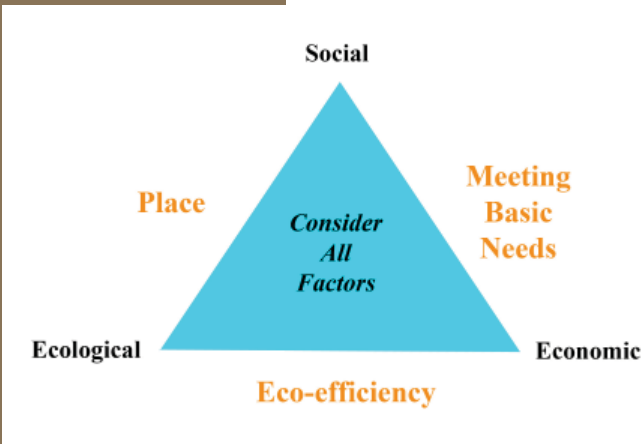 Social
Place
Meeting
Basic
Needs
Consider
All
Factors
Ecological
Economic
Eco-efficiency